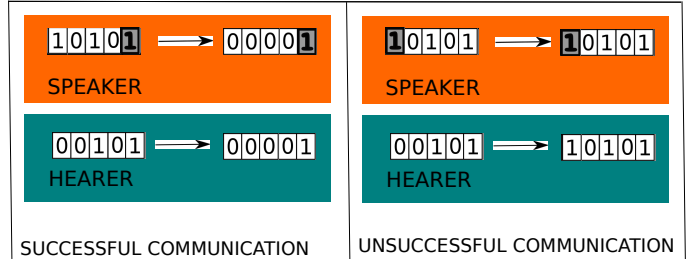 10101 00001
SPEAKER
00101 00001
HEARER
SUCCESSFUL COMMUNICATION
10101 10101
SPEAKER
00101 10101
HEARER
UNSUCCESSFUL COMMUNICATION